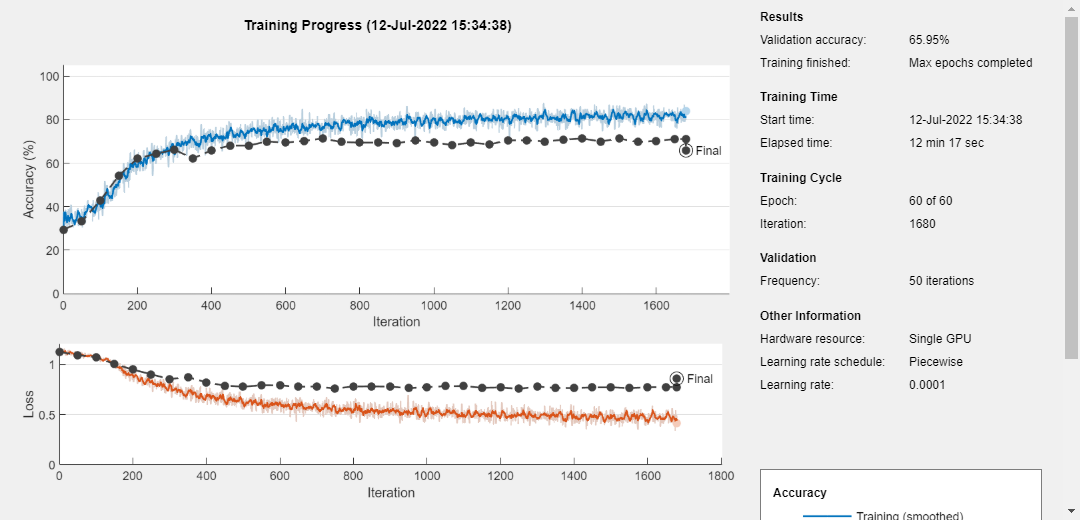 Training Progress (12-Jul-2022 15:34:38)
100
80
60
40
20
0
Accuracy (%)
0 200 400 600 800 1000 1200 1400 1600
Iteration
Final
1
0.5
0
Loss
0 200 400 600 800 1000 1200 1400 1600 1800
Iteration
Final
Results
Validation accuracy: 65.95%
Training finished: Max epochs completed
Training Time
Start time: 12-Jul-2022 15:34:38
Elapsed time: 12 min 17 sec
Training Cycle
Epoch: 60 of 60
Iteration: 1680
Validation
Frequency: 50 iterations
Other Information
Hardware resource: Single GPU
Learning rate schedule: Piecewise
Learning rate: 0.0001
Accuracy
Training (smoothed)